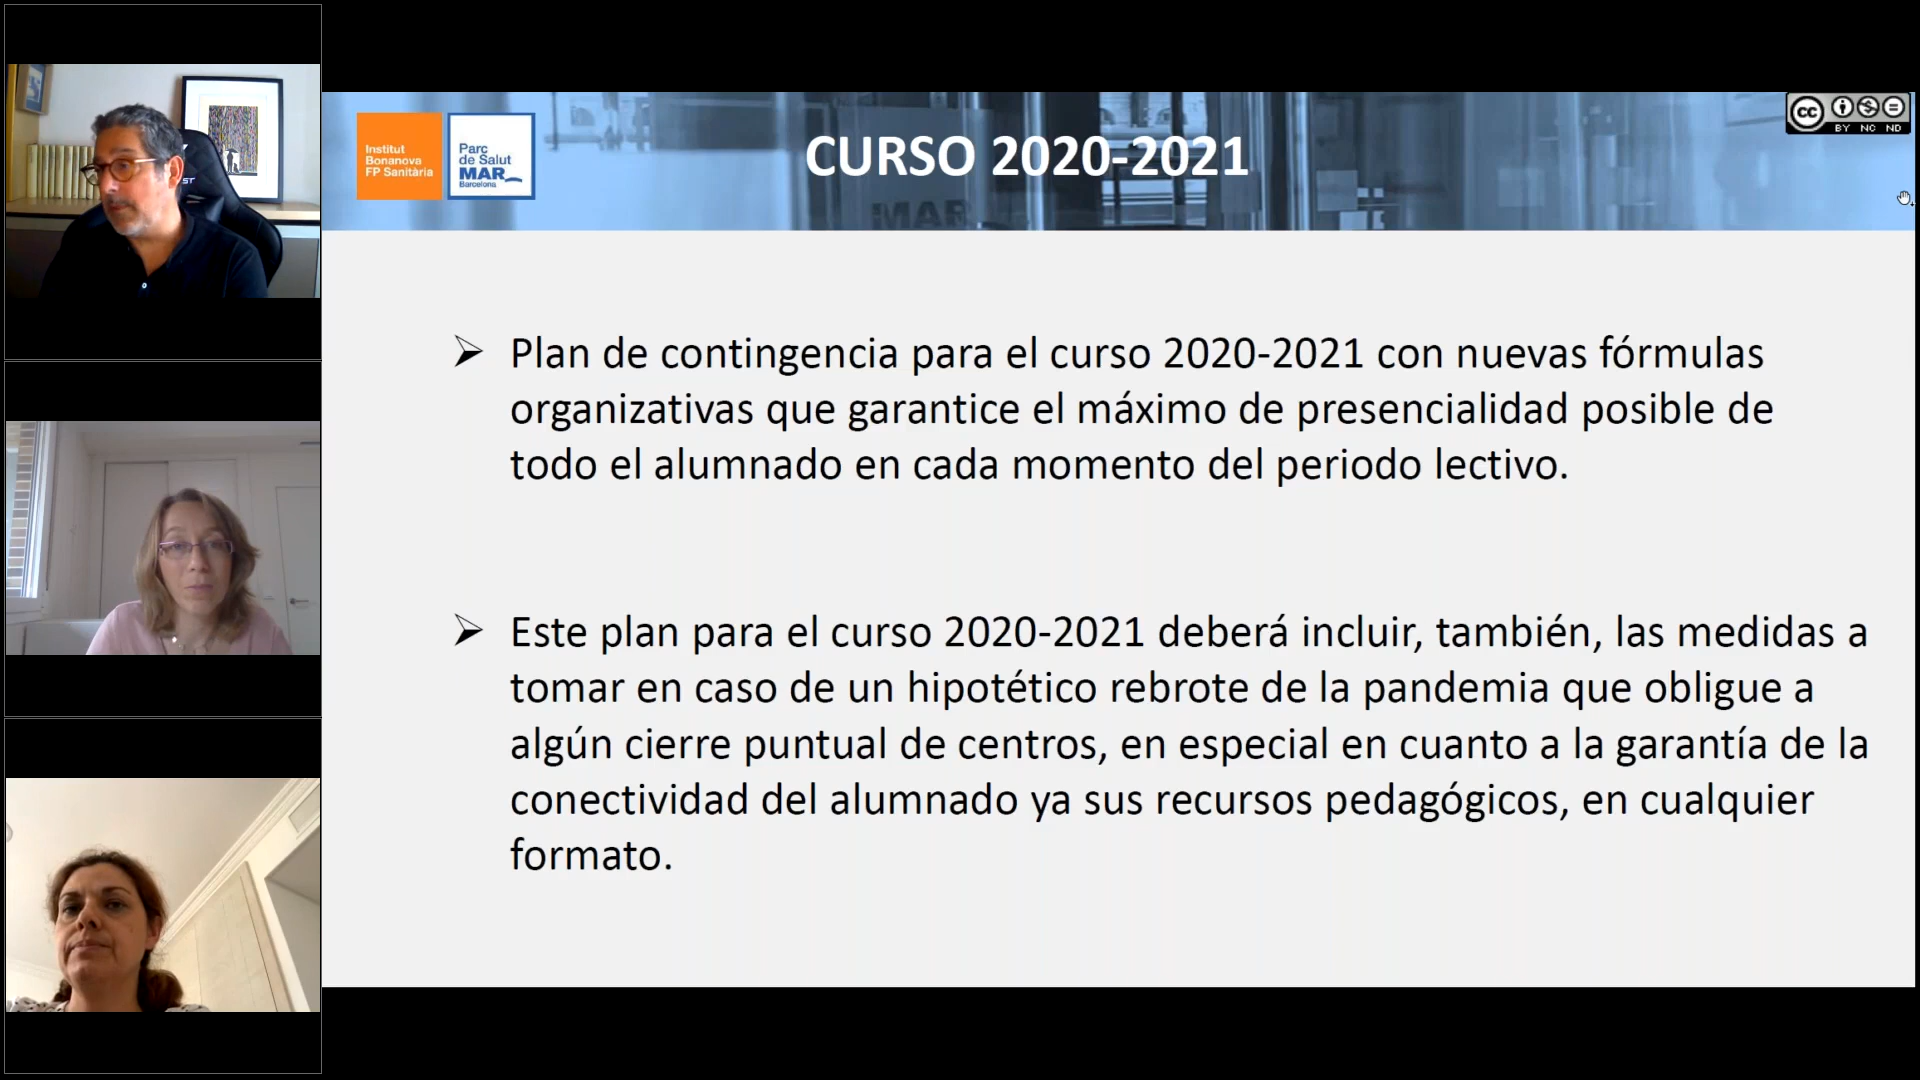 Institut
Bonanova
FP Sanitària
Parc
de Salut
MAR
Barcelona
CURSO 2020-2021
MAR
cc
BY NC ND
ST
Plan de contingencia para el curso 2020-2021 con nuevas fórmulas
organizativas que garantice el máximo de presencialidad posible de
todo el alumnado en cada momento del periodo lectivo.
Este plan para el curso 2020-2021 deberá incluir, también, las medidas a
tomar en caso de un hipotético rebrote de la pandemia que obligue a
algún cierre puntual de centros, en especial en cuanto a la garantía de la
conectividad del alumnado ya sus recursos pedagógicos, en cualquier
formato.